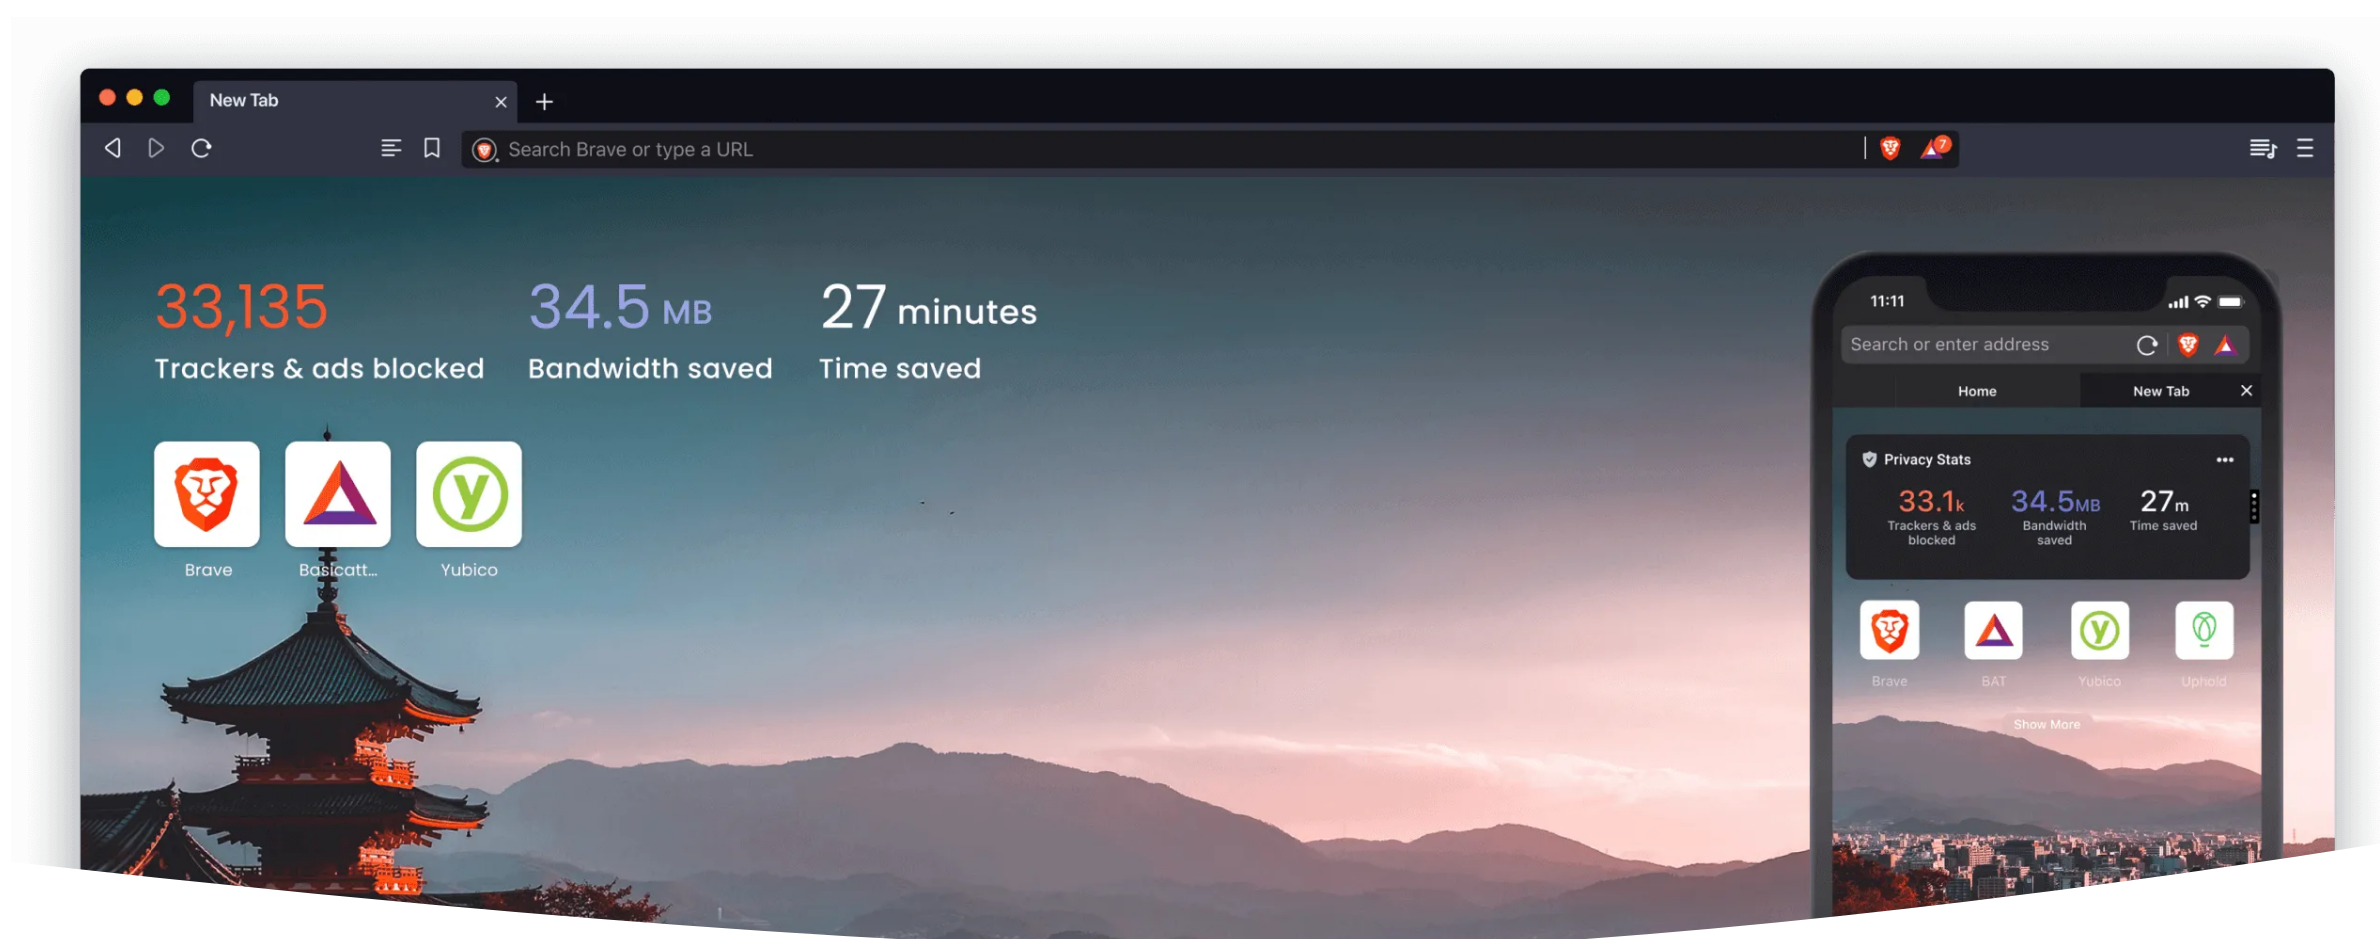 New Tab
Search Brave or type a URL
7
33,135
Trackers & ads blocked
34.5 MB
Bandwidth saved
27 minutes
Time saved
Brave
Basicatt...
Yubico
11:11
Search or enter address
Home
New Tab
Privacy Stats
33.1k
Trackers & ads
blocked
34.5MB
Bandwidth
saved
27m
Time saved
Brave
BAT
Yubico
Uphold
Show More